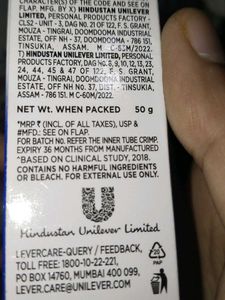 CHARACTER(S) OF THE CODE AND SEE ON
FLAP. MFD. BY: X) HINDUSTAN UNILEVER
LIMITED, PERSONAL PRODUCTS FACTORY -
CLS2 - UNIT - 3, DAG NO. 21 OF 122, F. S. GRANT,
MOUZA - TINGRAI, DOOMDOOMA INDUSTRIAL
ESTATE, OFF NH - 37, DOOMDOOMA - 786 151,
TINSUKIA, ASSAM. M. C-63M/2022.
) HINDUSTAN UNILEVER LIMITED, PERSONAL
PRODUCTS FACTORY, DAG No. 8, 9, 10, 12, 13, 23,
24, 44, 45 & 47 OF 122, F. S. GRANT,
MOUZA - TINGRAI, DOOMDOOMA INDUSTRIAL
ESTATE, OFF NH No. 37, DIST. - TINSUKIA,
ASSAM - 786 151. M C-60M/2022.
NET Wt. WHEN PACKED 50 g
*MRP ₹ (INCL. OF ALL TAXES), USP &
#MFD.: SEE ON FLAP.
FOR BATCH No. REFER THE INNER TUBE CRIMP.
EXPIRY 36 MONTHS FROM MANUFACTURED
^BASED ON CLINICAL STUDY, 2018.
CONTAINS NO HARMFUL INGREDIENTS
OR BLEACH. FOR EXTERNAL USE ONLY.
Hindustan Unilever Limited
LEVERCARE-QUERY / FEEDBACK,
TOLL FREE: 1800-10-22-221,
PO BOX 14760, MUMBAI 400 099,
LEVER.CARE@UNILEVER.COM
PAP